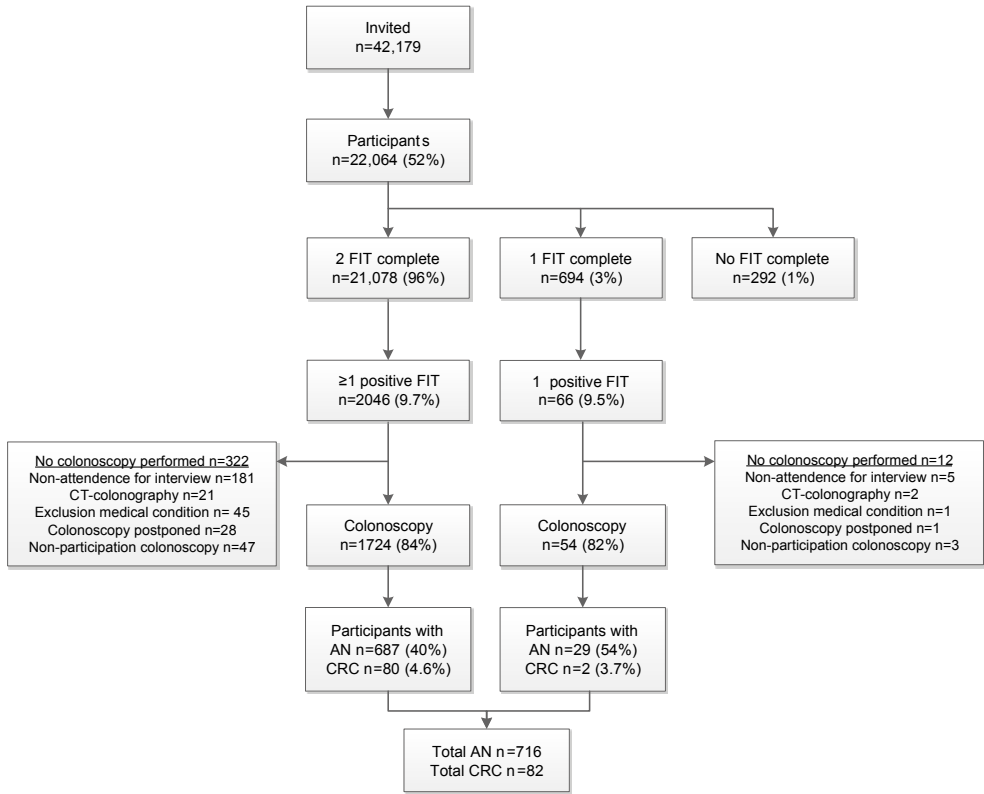 Invited
n=42,179
Participants
n=22,064 (52%)
2 FIT complete
n=21,078 (96%)
1 FIT complete
n=694 (3%)
No FIT complete
n=292 (1%)
≥1 positive FIT
n=2046 (9.7%)
1 positive FIT
n=66 (9.5%)
No colonoscopy performed n=322
Non-attendence for interview n=181
CT-colonography n=21
Exclusion medical condition n= 45
Colonoscopy postponed n=28
Non-participation colonoscopy n=47
Colonoscopy
n=1724 (84%)
Colonoscopy
n=54 (82%)
No colonoscopy performed n=12
Non-attendence for interview n=5
CT-colonography n=2
Exclusion medical condition n=1
Colonoscopy postponed n=1
Non-participation colonoscopy n=3
Participants with
AN n=687 (40%)
CRC n=80 (4.6%)
Participants with
AN n=29 (54%)
CRC n=2 (3.7%)
Total AN n=716
Total CRC n=82